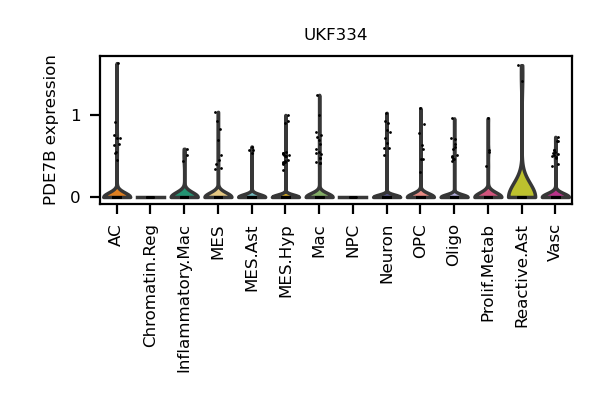 UKF334
PDE7B expression
1
0
AC
Chromatin.Reg
Inflammatory.Mac
MES
MES.Ast
MES.Hyp
Mac
NPC
Neuron
OPC
Oligo
Prolif.Metab
Reactive.Ast
Vasc